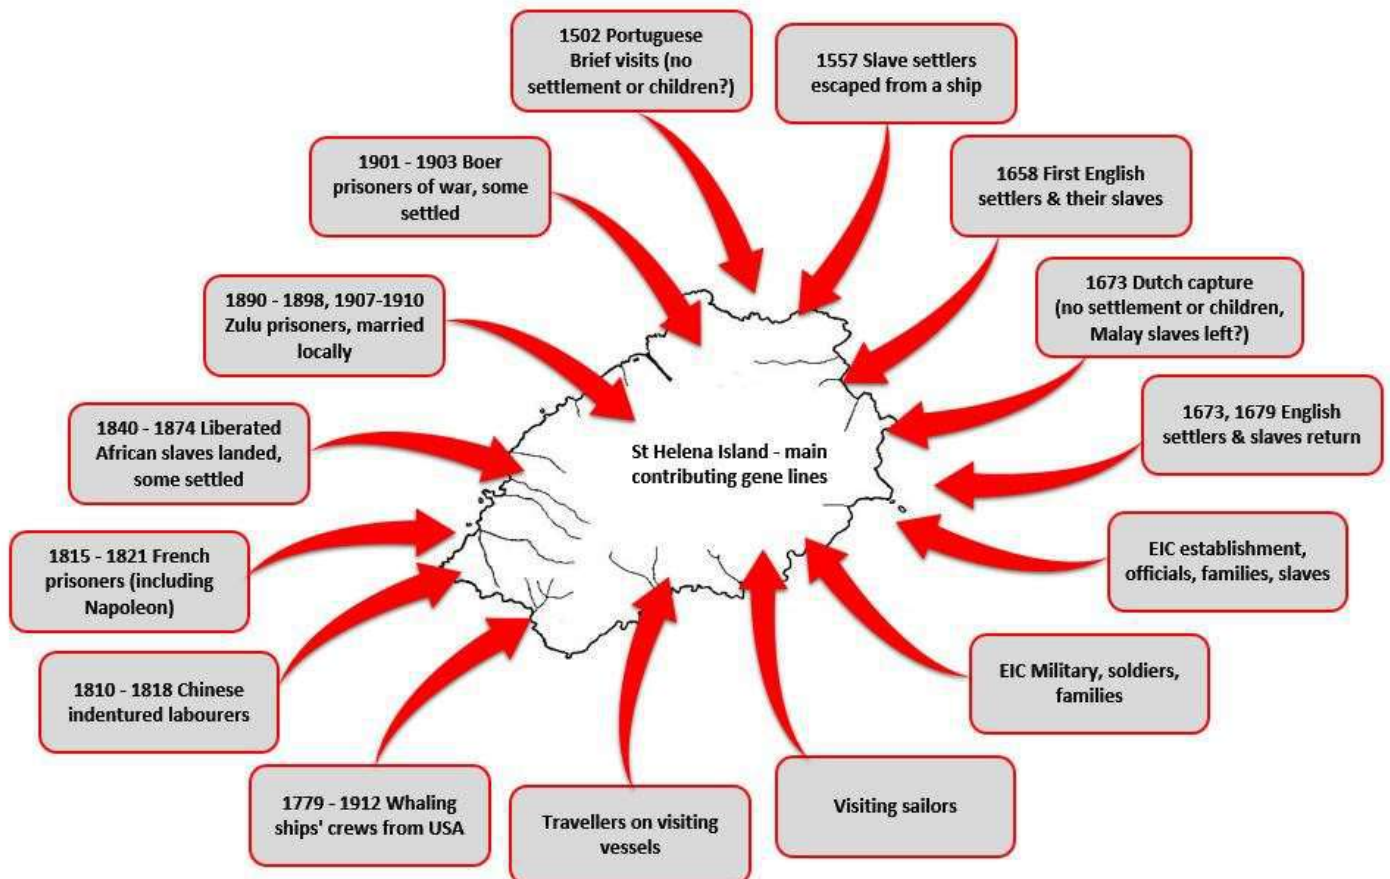 1502 Portuguese
Brief visits (no
settlement or children?)
1557 Slave settlers
escaped from a ship
1658 First English
settlers & their slaves
1673 Dutch capture
(no settlement or children,
Malay slaves left?)
1673, 1679 English
settlers & slaves return
EIC establishment,
officials, families, slaves
EIC Military, soldiers,
families
Visiting sailors
Travellers on visiting
vessels
1779 - 1912 Whaling
ships' crews from USA
1810 - 1818 Chinese
indentured labourers
1815 - 1821 French
prisoners (including
Napoleon)
1840 - 1874 Liberated
African slaves landed,
some settled
1890 - 1898, 1907-1910
Zulu prisoners, married
locally
1901 - 1903 Boer
prisoners of war, some
settled
St Helena Island - main
contributing gene lines